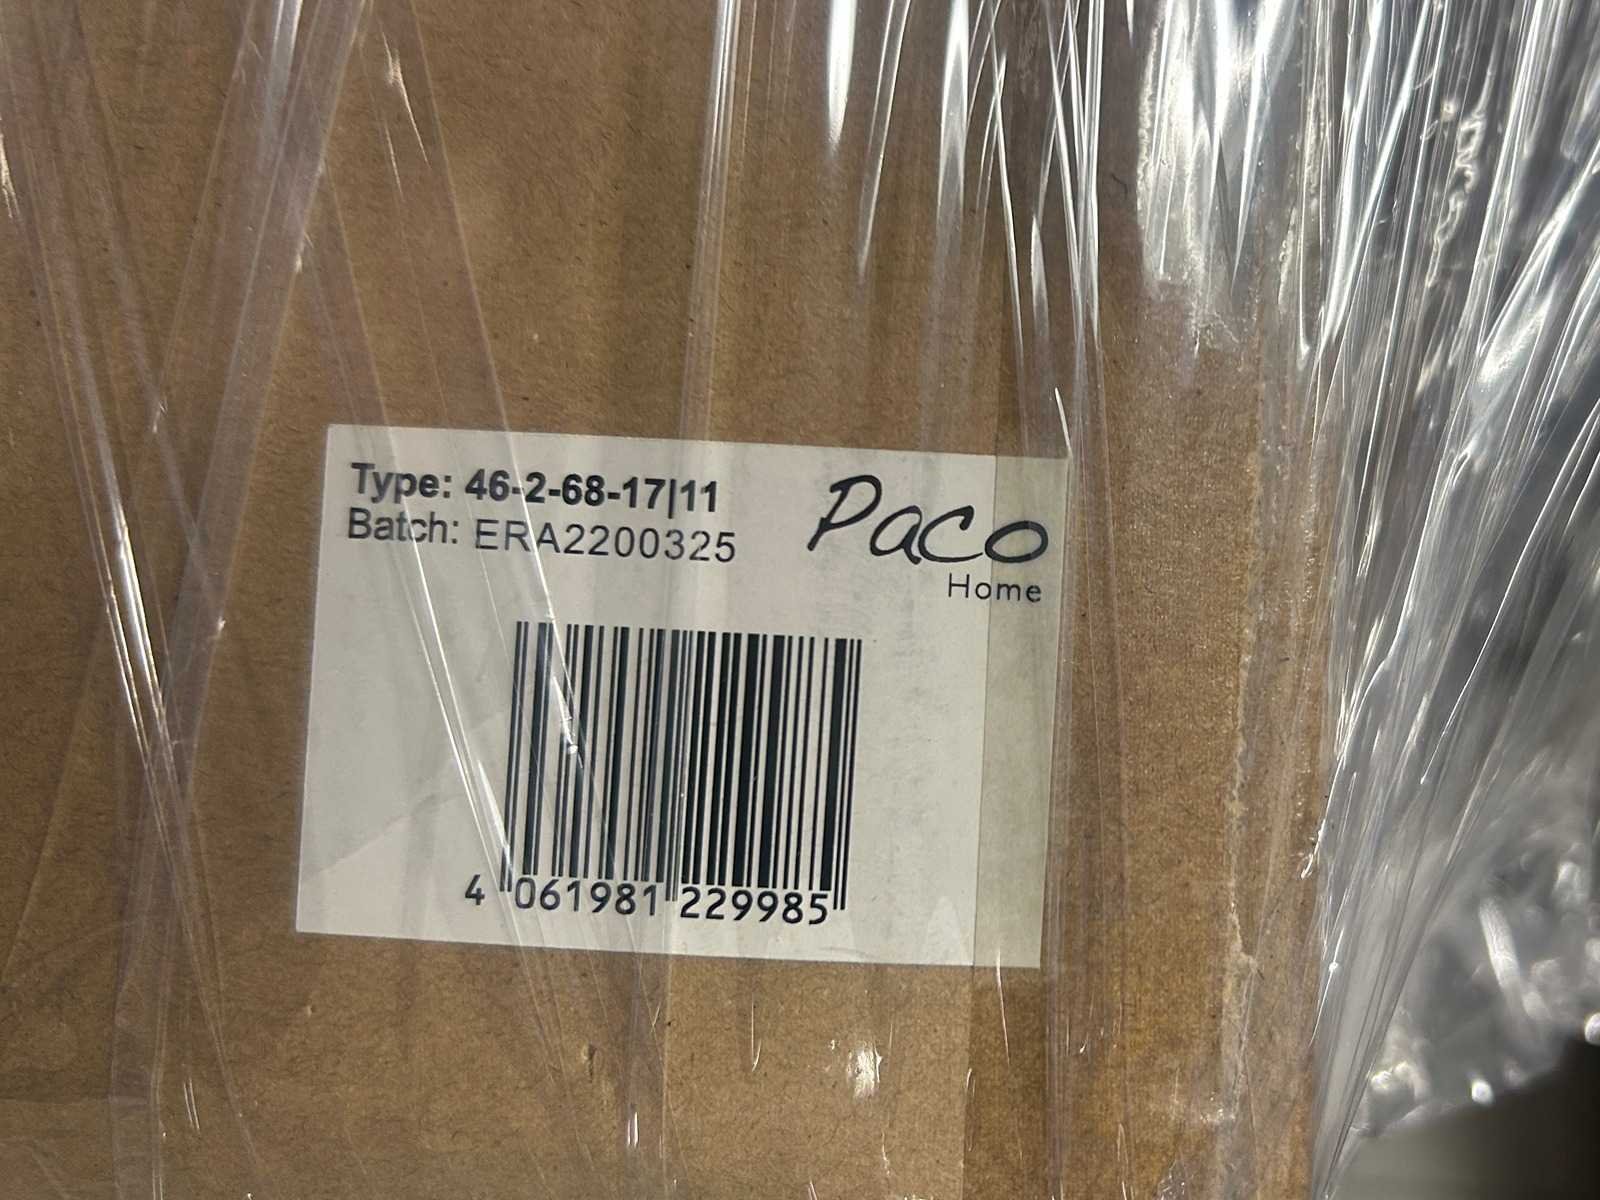 Type: 46-2-68-17|11
Batch: ERA2200325
Paco
Home
4 061981 229985